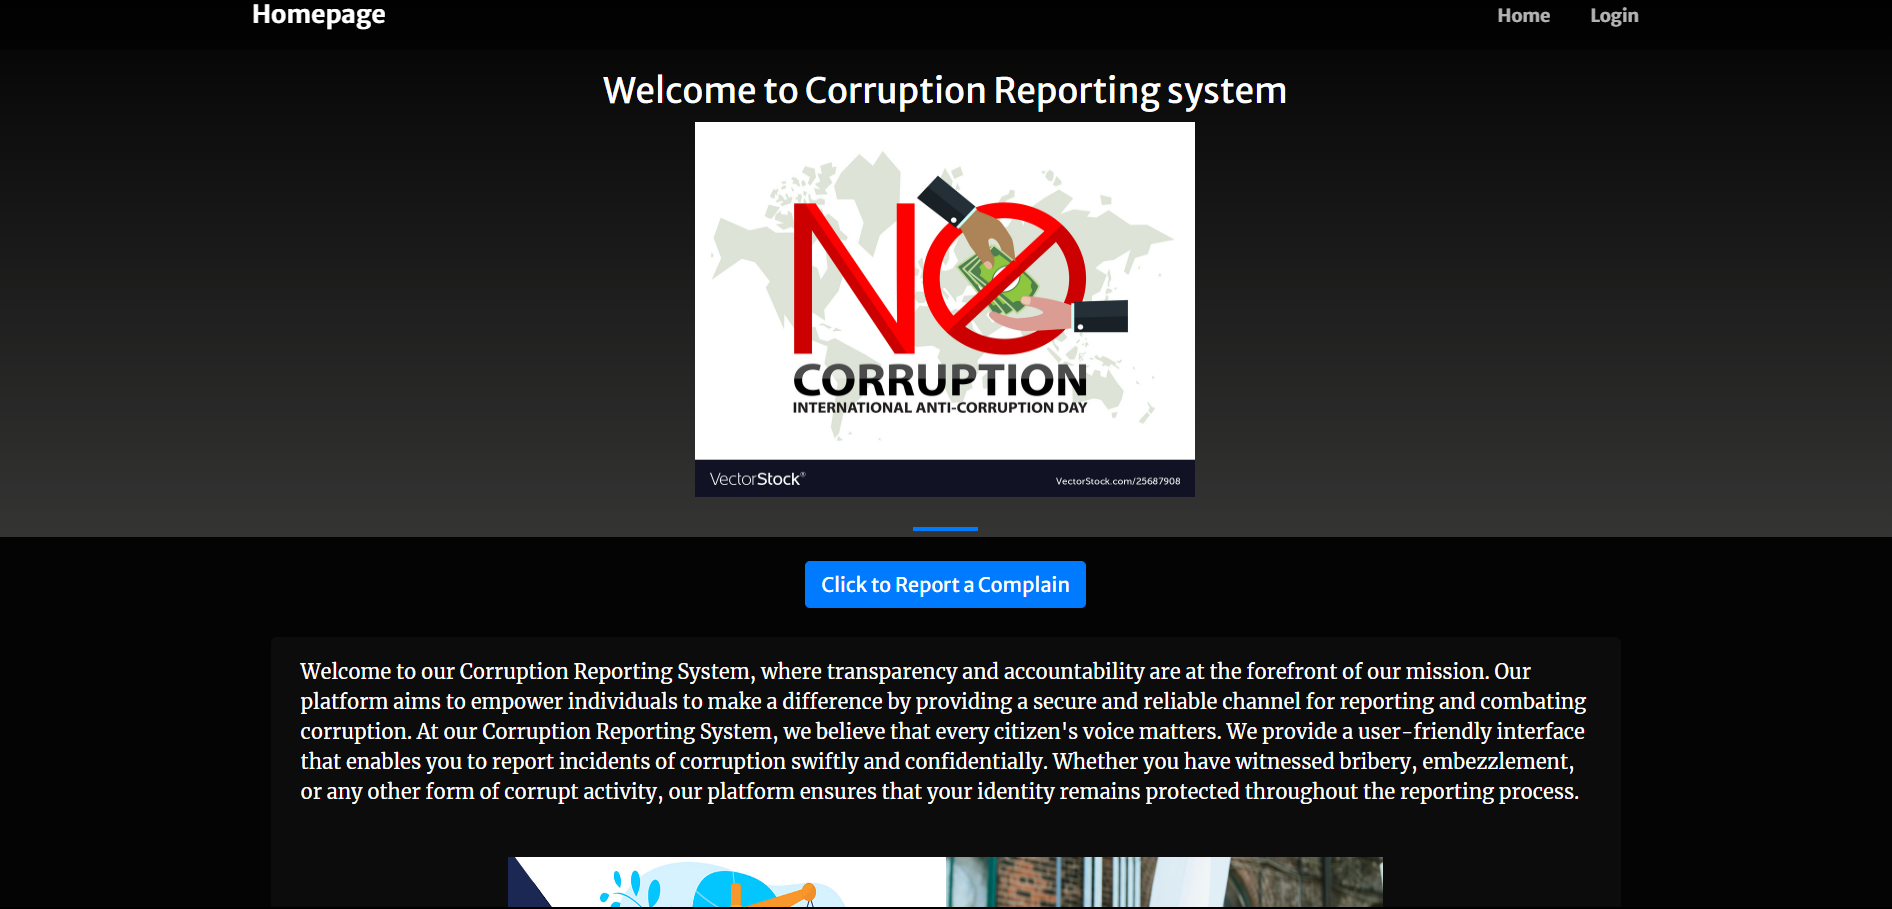 Homepage
Home
Login
Welcome to Corruption Reporting system
NO
CORRUPTION
INTERNATIONAL ANTI-CORRUPTION DAY
VectorStock®
VectorStock.com/25687908
Click to Report a Complain
Welcome to our Corruption Reporting System, where transparency and accountability are at the forefront of our mission. Our
platform aims to empower individuals to make a difference by providing a secure and reliable channel for reporting and combating
corruption. At our Corruption Reporting System, we believe that every citizen's voice matters. We provide a user-friendly interface
that enables you to report incidents of corruption swiftly and confidentially. Whether you have witnessed bribery, embezzlement,
or any other form of corrupt activity, our platform ensures that your identity remains protected throughout the reporting process.